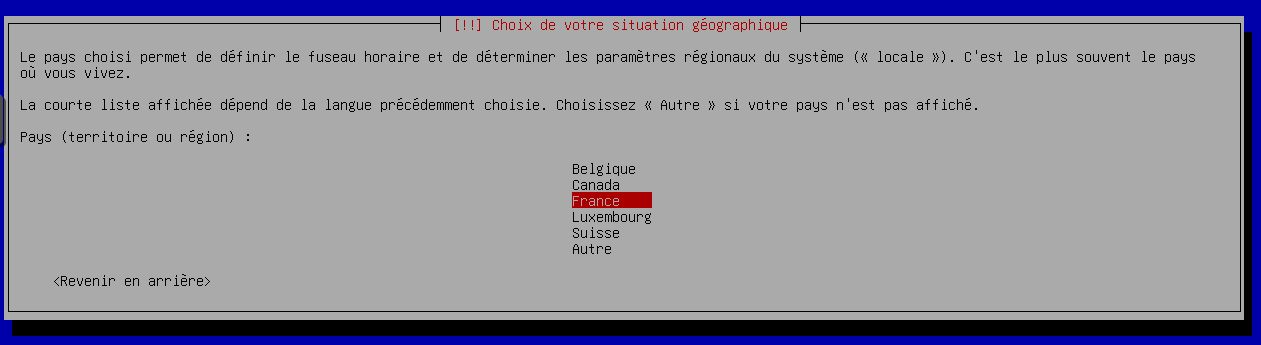 [!!] Choix de votre situation géographique
Le pays choisi permet de définir le fuseau horaire et de déterminer les paramètres régionaux du système (« locale »). C'est le plus souvent le pays
où vous vivez.
La courte liste affichée dépend de la langue précédemment choisie. Choisissez « Autre » si votre pays n'est pas affiché.
Pays (territoire ou région) :
Belgique
Canada
France
Luxembourg
Suisse
Autre
<Revenir en arrière>